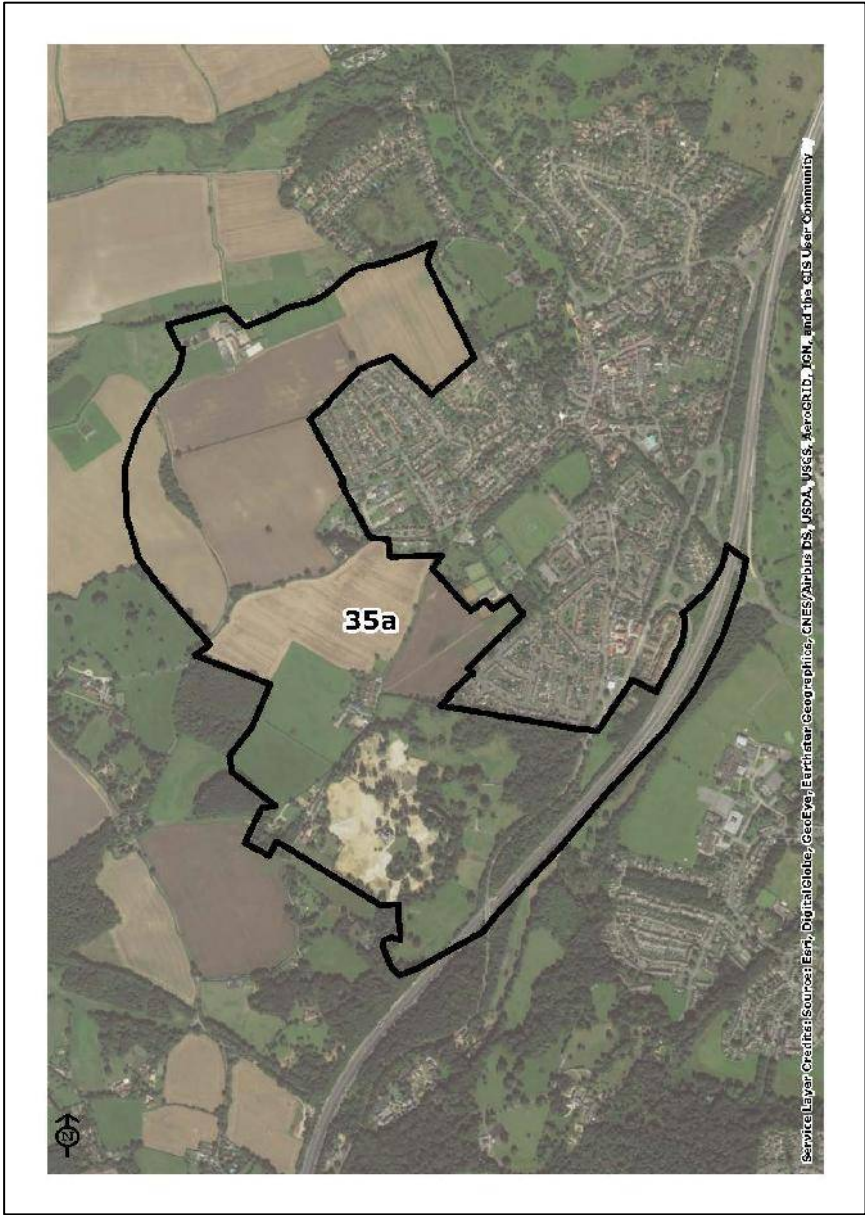 35a
N
Service Layer Credits: Source: Esri, DigitalGlobe, GeoEye, Earthstar Geographics, CNES/Airbus DS, USDA, USGS, AeroGRID, IGN, and the GIS User Community